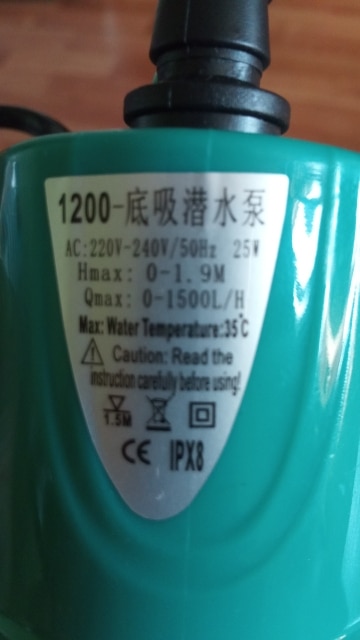 1200-底吸潜水泵
AC:220V-240V/50Hz 25W
Hmax: 0-1.9M
Qmax: 0-1500L/H
Max: Water Temperature:35°C
Caution: Read the
instruction carefully before using!
1.5M
CE IPX8